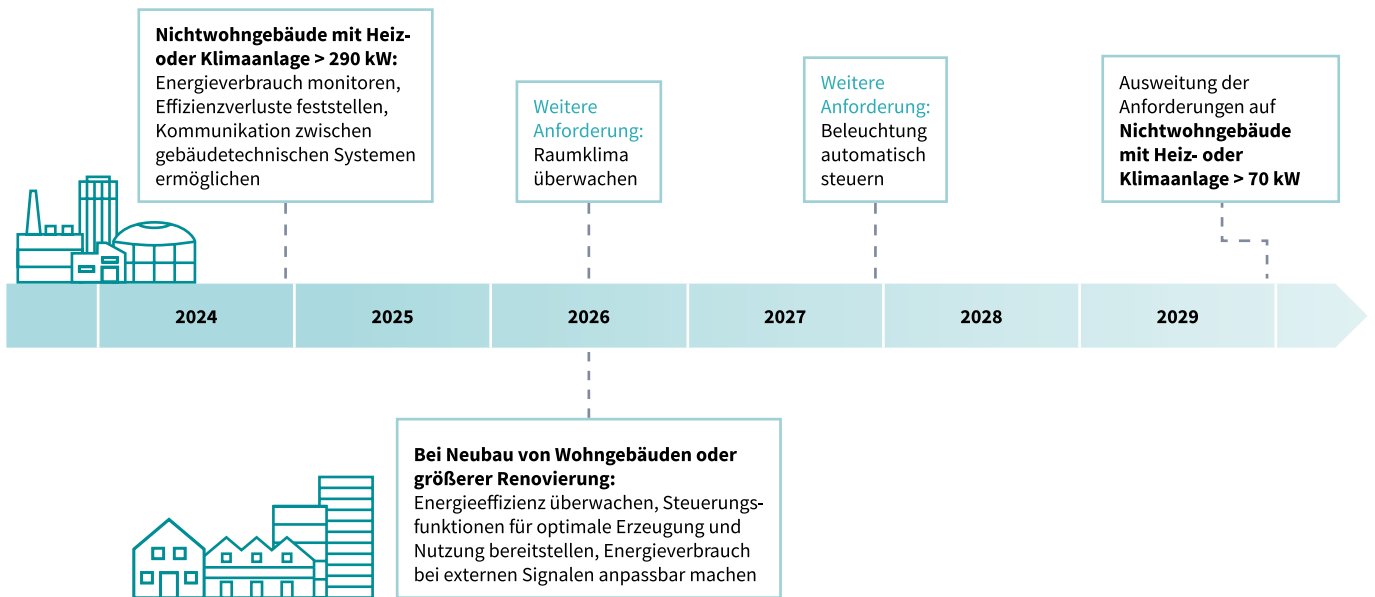 Nichtwohngebäude mit Heiz-
oder Klimaanlage > 290 kW:
Energieverbrauch monitoren,
Effizienzverluste feststellen,
Kommunikation zwischen
gebäudetechnischen Systemen
ermöglichen
Weitere
Anforderung:
Raumklima
überwachen
Weitere
Anforderung:
Beleuchtung
automatisch
steuern
Ausweitung der
Anforderungen auf
Nichtwohngebäude
mit Heiz- oder
Klimaanlage > 70 kW
2024
2025
2026
2027
2028
2029
Bei Neubau von Wohngebäuden oder
größerer Renovierung:
Energieeffizienz überwachen, Steuerungs-
funktionen für optimale Erzeugung und
Nutzung bereitstellen, Energieverbrauch
bei externen Signalen anpassbar machen